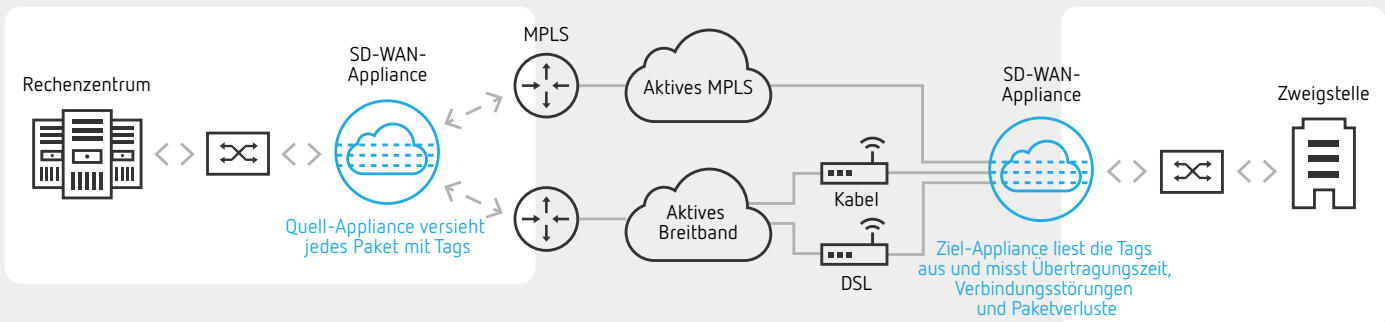 Rechenzentrum
SD-WAN-
Appliance
Quell-Appliance versieht
jedes Paket mit Tags
MPLS
Aktives MPLS
Aktives
Breitband
Kabel
DSL
SD-WAN-
Appliance
Ziel-Appliance liest die Tags
aus und misst Übertragungszeit,
Verbindungsstörungen
und Paketverluste
Zweigstelle